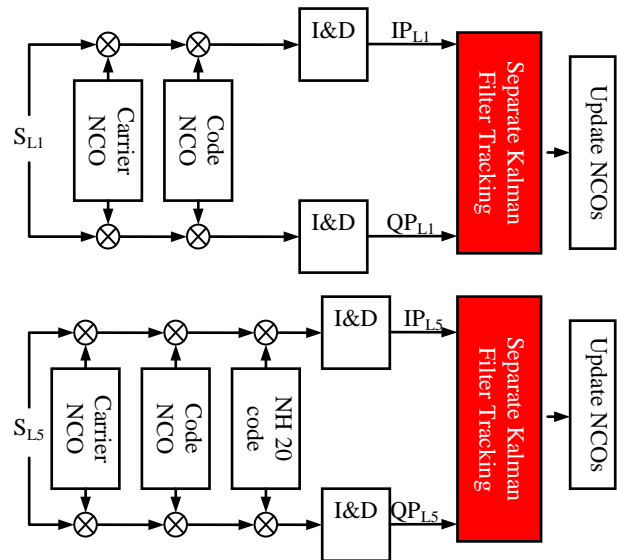 I&D
IP_L1
S_L1
Carrier
NCO
Code
NCO
Separate Kalman
Filter Tracking
Update NCOs
I&D
QP_L1
I&D
IP_L5
S_L5
Carrier
NCO
Code
NCO
NH 20
code
Separate Kalman
Filter Tracking
Update NCOs
I&D
QP_L5